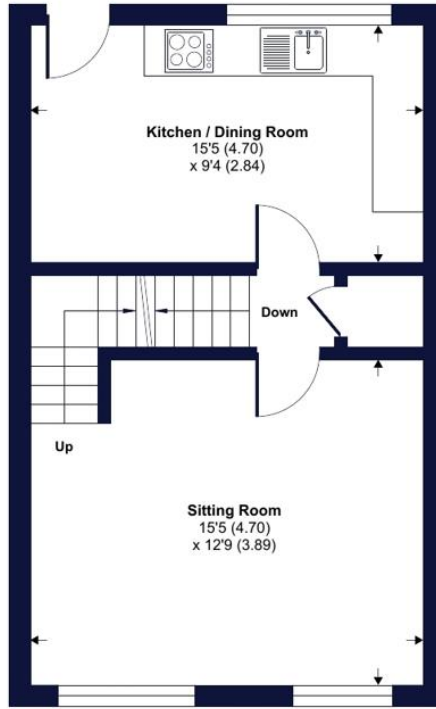 Kitchen / Dining Room
15'5 (4.70)
x 9'4 (2.84)
Down
Up
Sitting Room
15'5 (4.70)
x 12'9 (3.89)